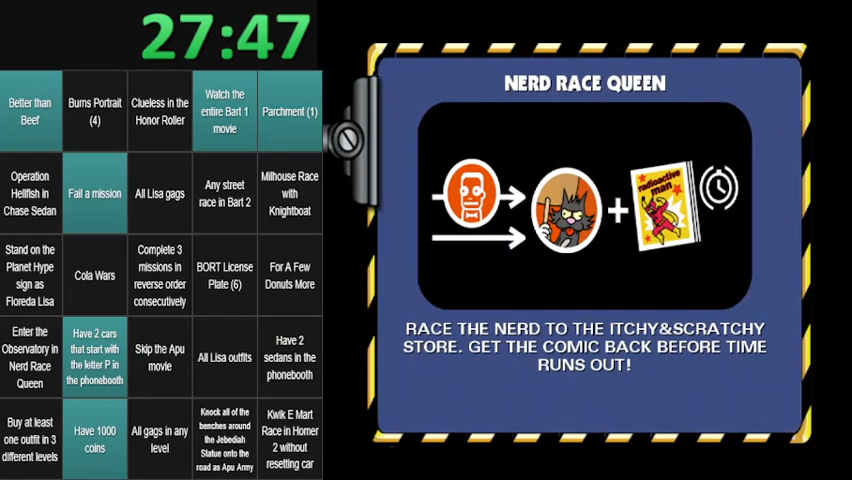 27:47
Better than
Beef
Burns Portrait
(4)
Clueless in the
Honor Roller
Watch the
entire Bart 1
movie
Parchment (1)
Operation
Hellfish in
Chase Sedan
Fail a mission
All Lisa gags
Any street
race in Bart 2
Milhouse Race
with
Knightboat
Stand on the
Planet Hype
sign as
Floreda Lisa
Cola Wars
Complete 3
missions in
reverse order
consecutively
BORT License
Plate (6)
For A Few
Donuts More
Enter the
Observatory in
Nerd Race
Queen
Have 2 cars
that start with
the letter P in
the phonebooth
Skip the Apu
movie
All Lisa outfits
Have 2
sedans in the
phonebooth
Buy at least
one outfit in 3
different levels
Have 1000
coins
All gags in any
level
Knock all of the
benches around
the Jebediah
Statue onto the
road as Apu Army
Kwik E Mart
Race in Homer
2 without
resetting car
NERD RACE QUEEN
radioactive
man
RACE THE NERD TO THE ITCHY&SCRATCHY
STORE. GET THE COMIC BACK BEFORE TIME
RUNS OUT!